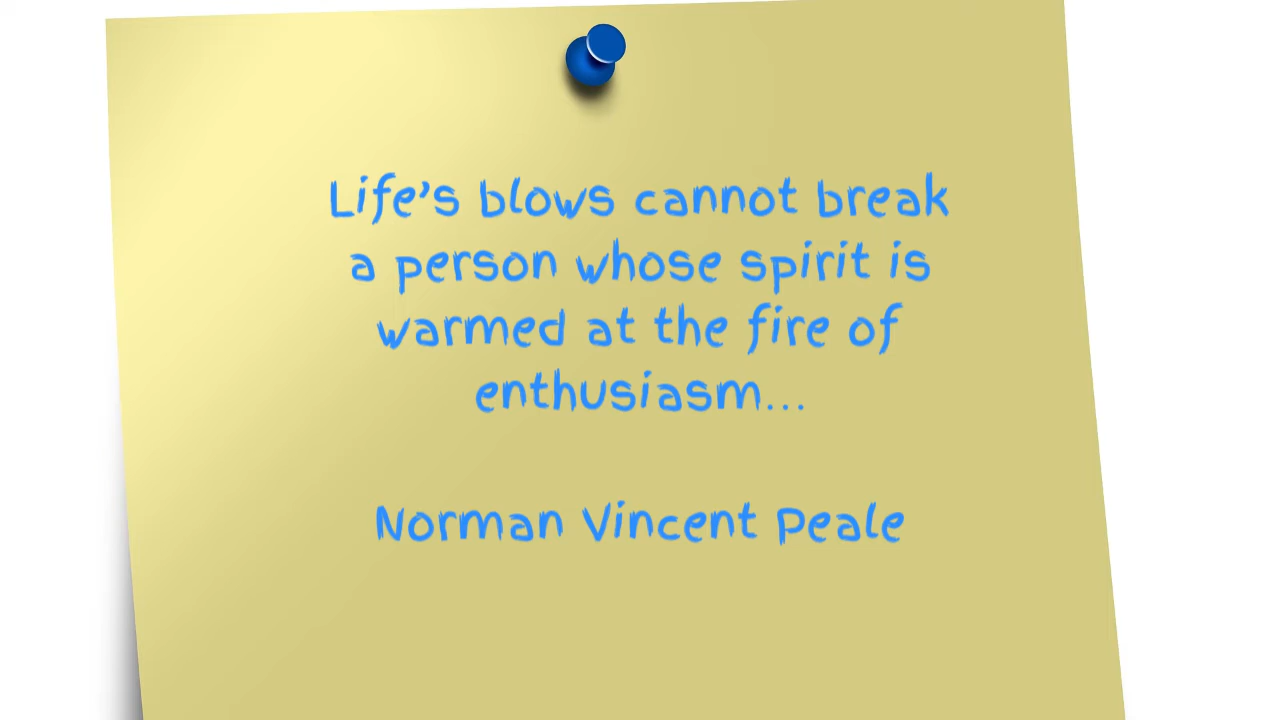 Life’s blows cannot break
a person whose spirit is
warmed at the fire of
enthusiasm...
Norman Vincent Peale